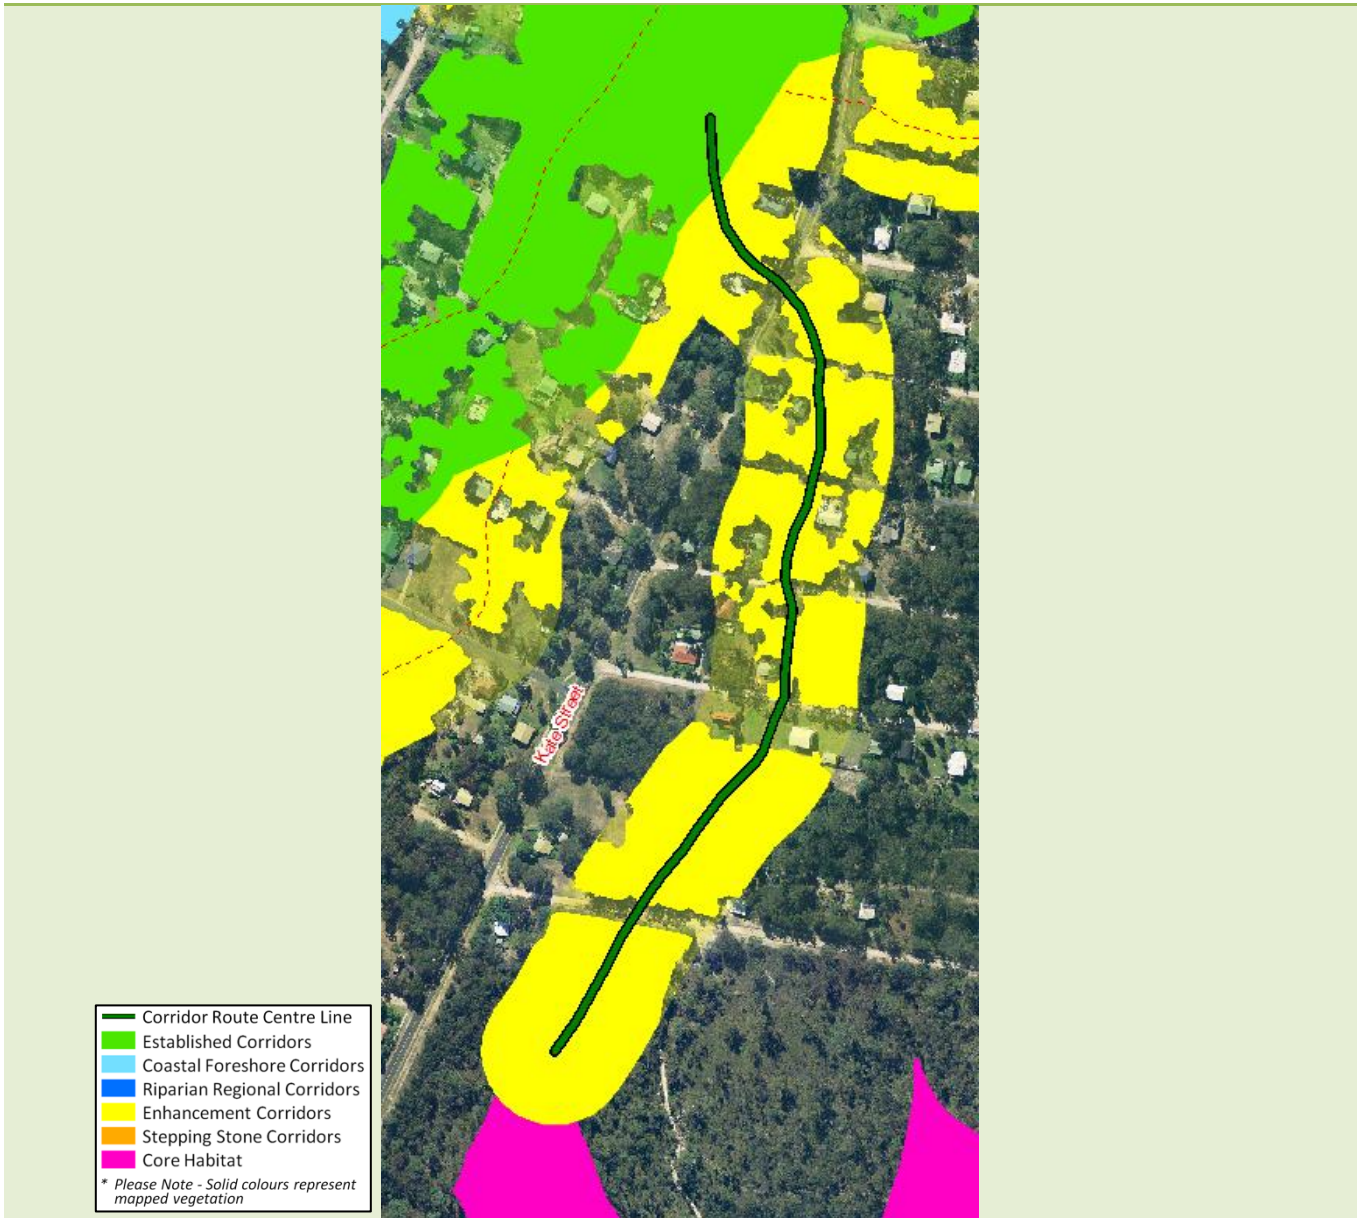 Kate Street
Corridor Route Centre Line
Established Corridors
Coastal Foreshore Corridors
Riparian Regional Corridors
Enhancement Corridors
Stepping Stone Corridors
Core Habitat
* Please Note - Solid colours represent
mapped vegetation